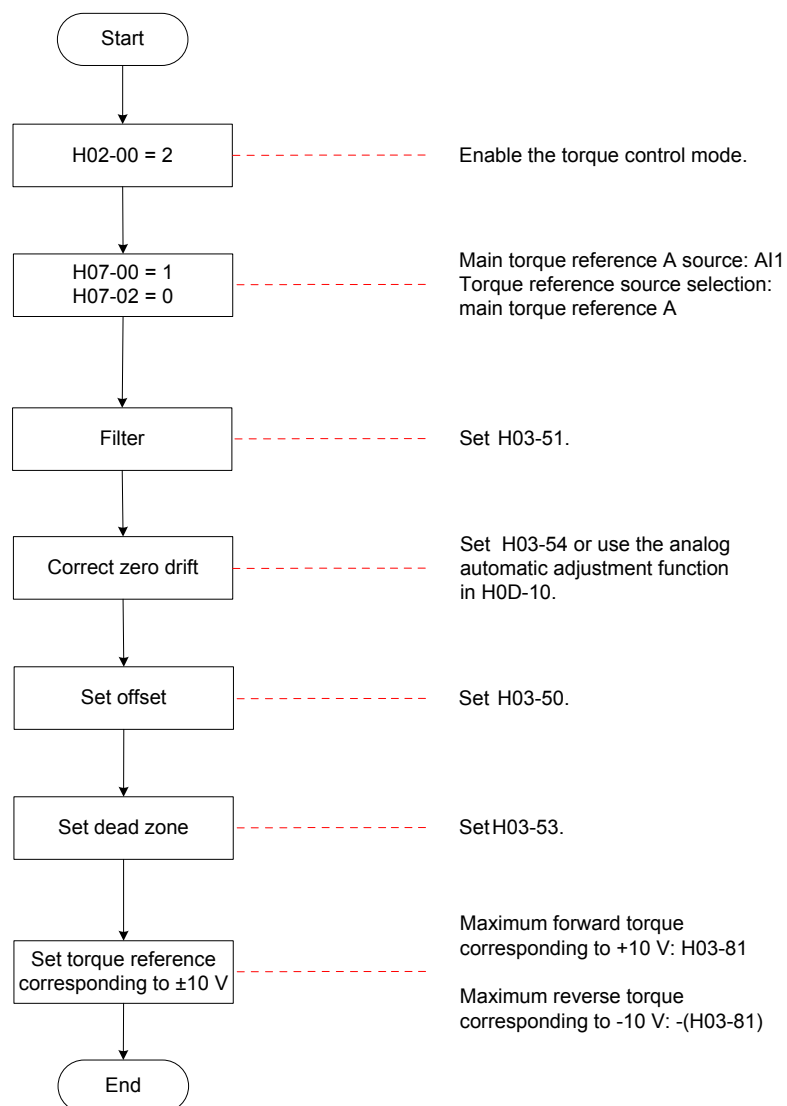 Start
H02-00 = 2
Enable the torque control mode.
H07-00 = 1
H07-02 = 0
Main torque reference A source: AI1
Torque reference source selection:
main torque reference A
Filter
Set H03-51.
Correct zero drift
Set H03-54 or use the analog
automatic adjustment function
in H0D-10.
Set offset
Set H03-50.
Set dead zone
SetH03-53.
Set torque reference
corresponding to ±10 V
Maximum forward torque
corresponding to +10 V: H03-81
Maximum reverse torque
corresponding to -10 V: -(H03-81)
End